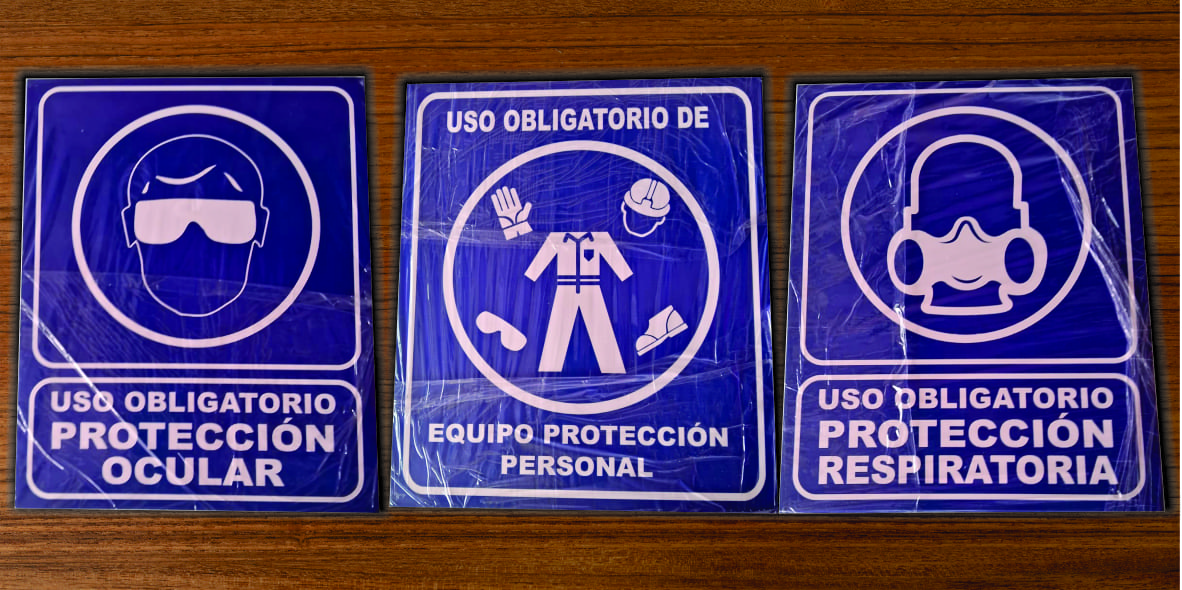 USO OBLIGATORIO
PROTECCIÓN
OCULAR
USO OBLIGATORIO DE
EQUIPO PROTECCIÓN
PERSONAL
USO OBLIGATORIO
PROTECCIÓN
RESPIRATORIA